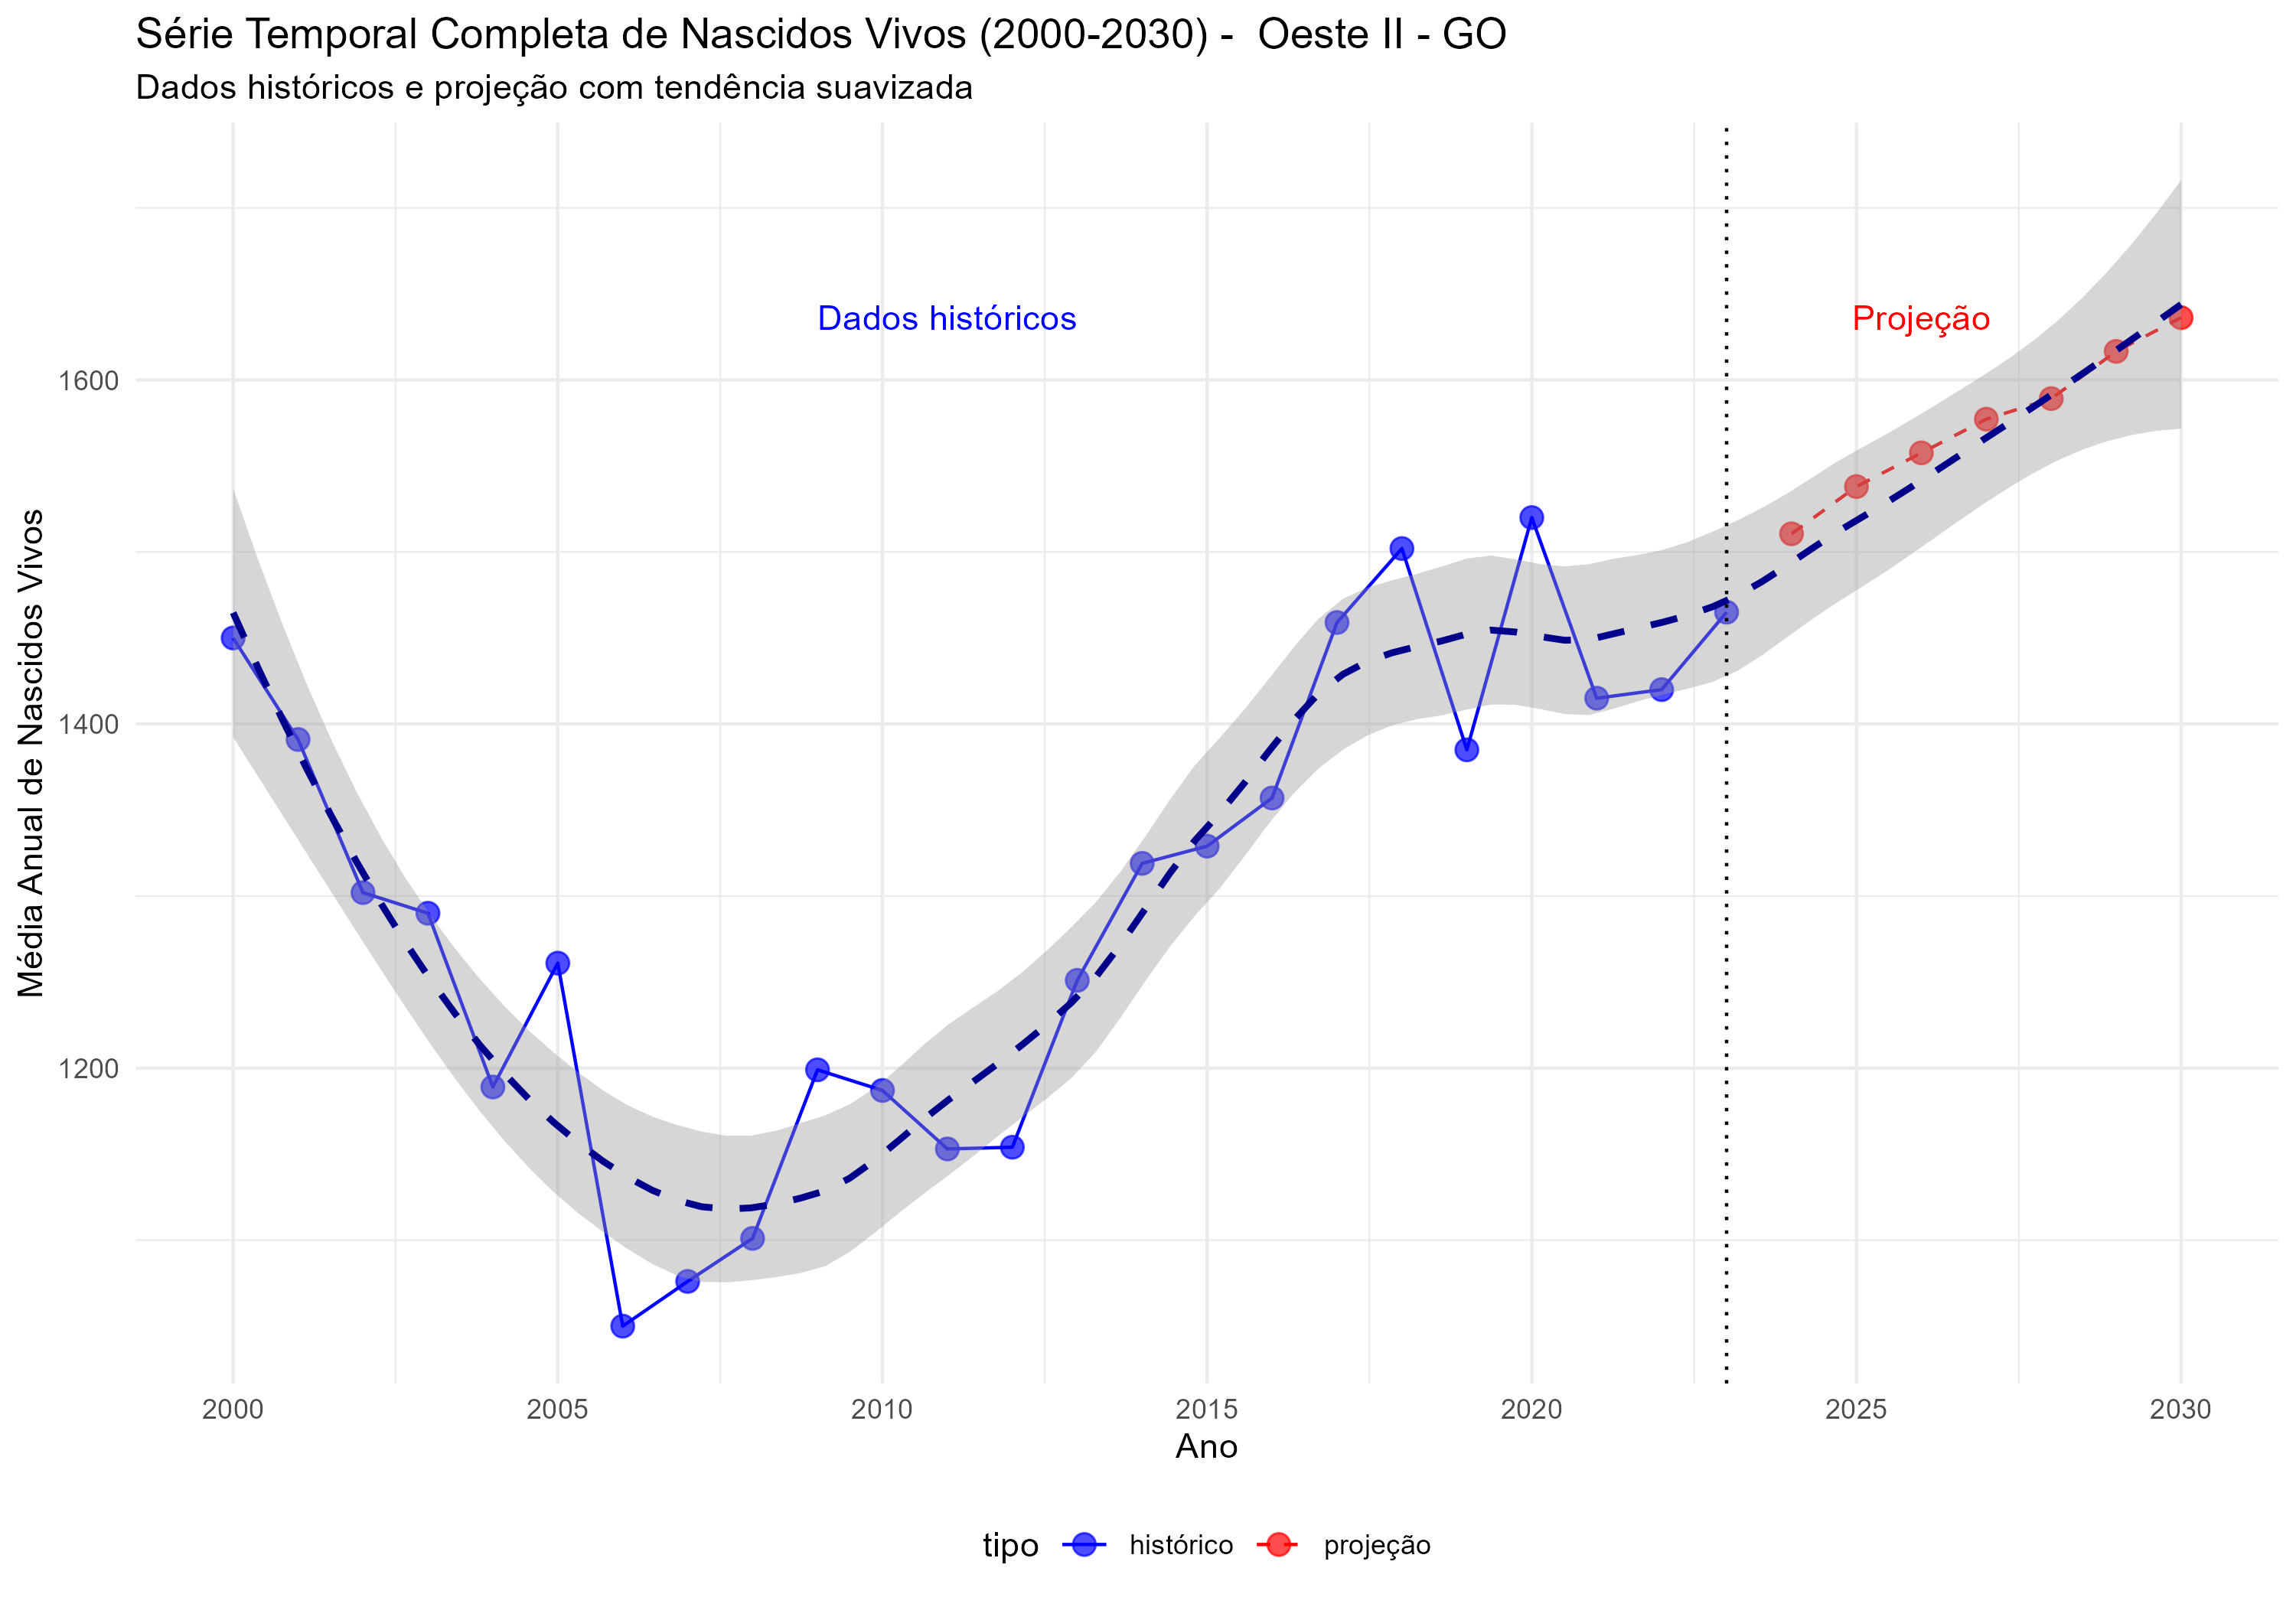 Série Temporal Completa de Nascidos Vivos (2000-2030) -  Oeste II - GO
Dados históricos e projeção com tendência suavizada
Média Anual de Nascidos Vivos
1600
1400
1200
Dados históricos
Projeção
2000
2005
2010
2015
2020
2025
2030
Ano
tipo
histórico
projeção